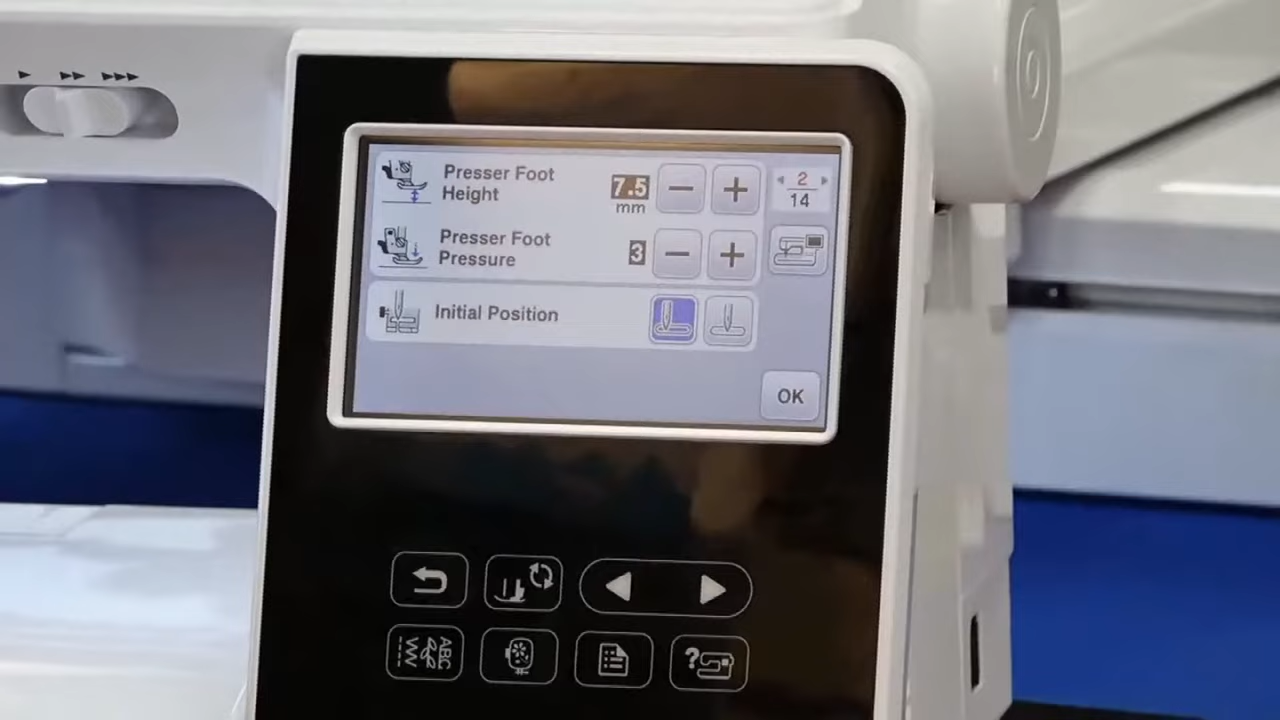 Presser Foot
Height
7.5
mm
2
14
Presser Foot
Pressure
3
Initial Position
OK
ABC
?